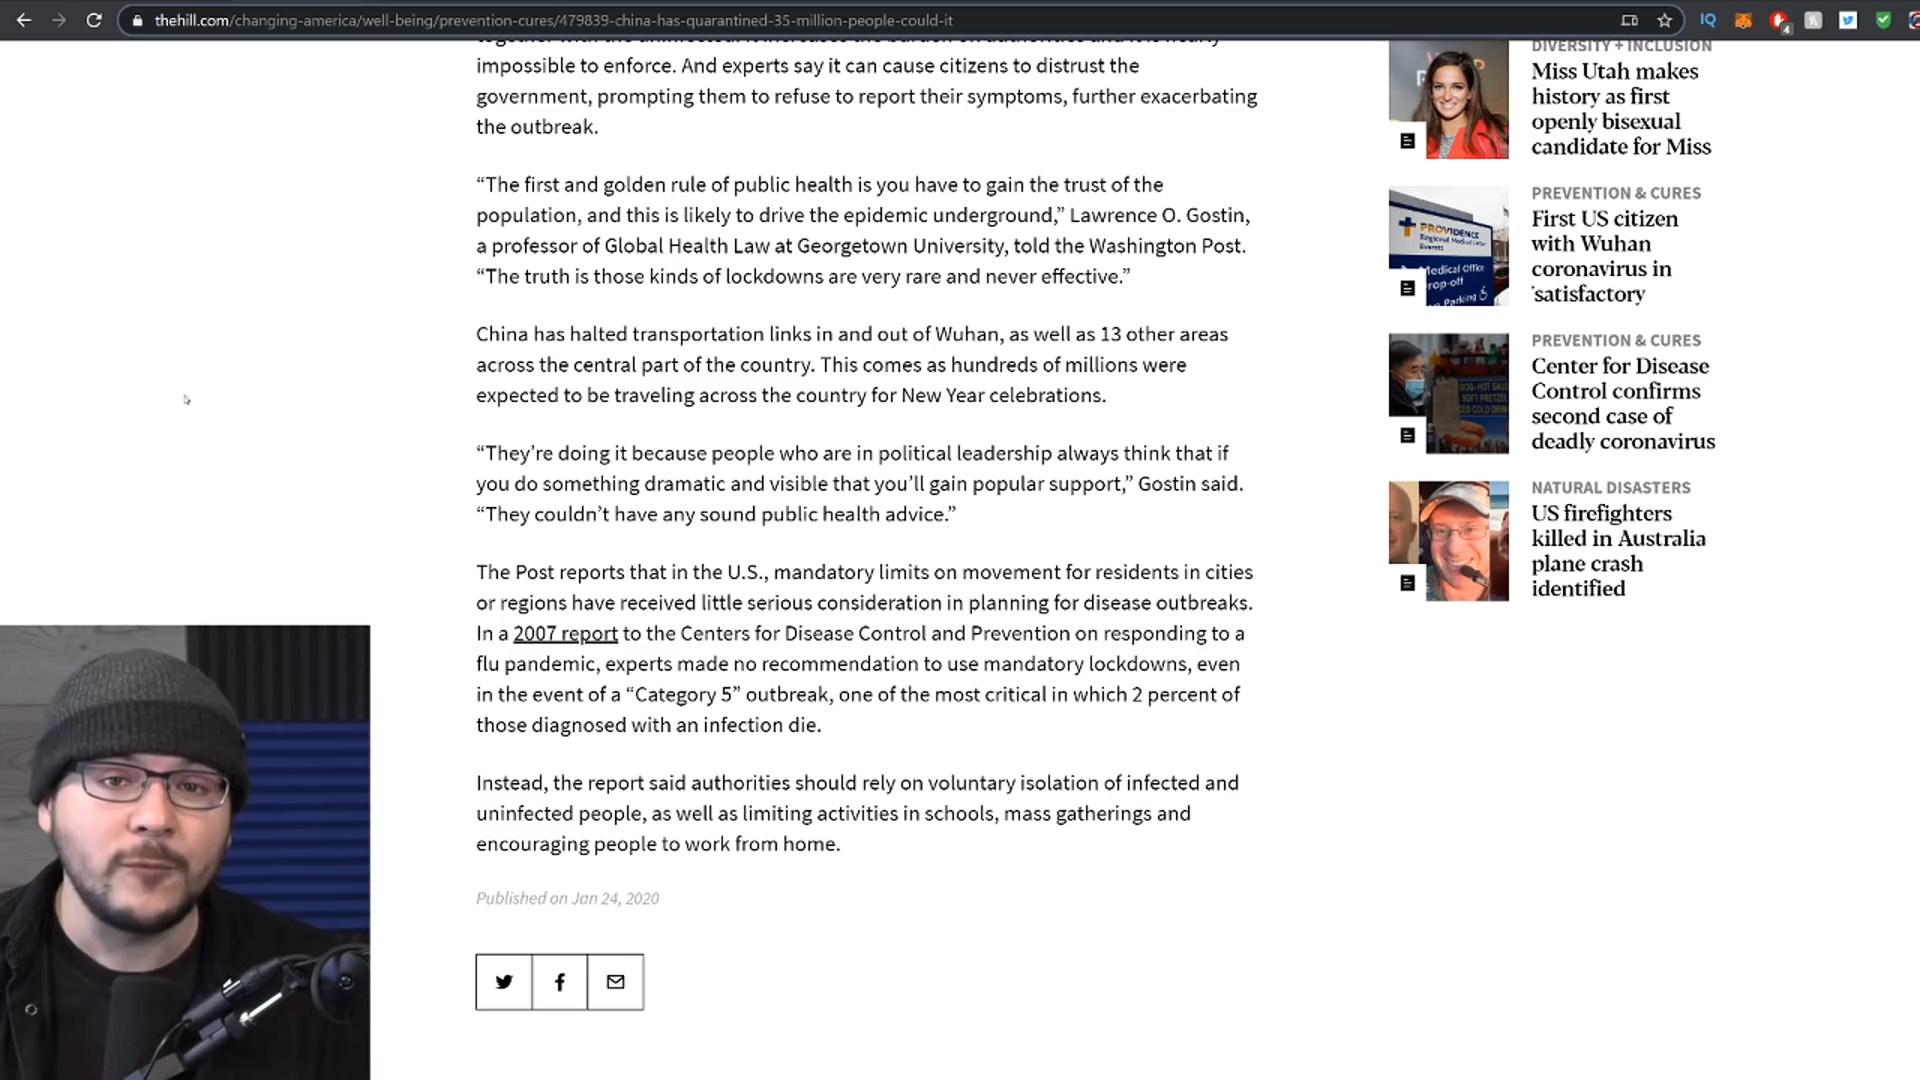 thehill.com/changing-america/well-being/prevention-cures/479839-china-has-quarantined-35-million-people-could-it
IQ
4
impossible to enforce. And experts say it can cause citizens to distrust the
government, prompting them to refuse to report their symptoms, further exacerbating
the outbreak.
“The first and golden rule of public health is you have to gain the trust of the
population, and this is likely to drive the epidemic underground,” Lawrence O. Gostin,
a professor of Global Health Law at Georgetown University, told the Washington Post.
“The truth is those kinds of lockdowns are very rare and never effective.”
China has halted transportation links in and out of Wuhan, as well as 13 other areas
across the central part of the country. This comes as hundreds of millions were
expected to be traveling across the country for New Year celebrations.
“They’re doing it because people who are in political leadership always think that if
you do something dramatic and visible that you’ll gain popular support,” Gostin said.
“They couldn’t have any sound public health advice.”
The Post reports that in the U.S., mandatory limits on movement for residents in cities
or regions have received little serious consideration in planning for disease outbreaks.
In a 2007 report to the Centers for Disease Control and Prevention on responding to a
flu pandemic, experts made no recommendation to use mandatory lockdowns, even
in the event of a “Category 5” outbreak, one of the most critical in which 2 percent of
those diagnosed with an infection die.
Instead, the report said authorities should rely on voluntary isolation of infected and
uninfected people, as well as limiting activities in schools, mass gatherings and
encouraging people to work from home.
Published on Jan 24, 2020
DIVERSITY + INCLUSION
Miss Utah makes
history as first
openly bisexual
candidate for Miss
PROVIDENCE
Regional Medical Center
Everett
Medical Office
Parking
PREVENTION & CURES
First US citizen
with Wuhan
coronavirus in
‘satisfactory
PREVENTION & CURES
Center for Disease
Control confirms
second case of
deadly coronavirus
NATURAL DISASTERS
US firefighters
killed in Australia
plane crash
identified